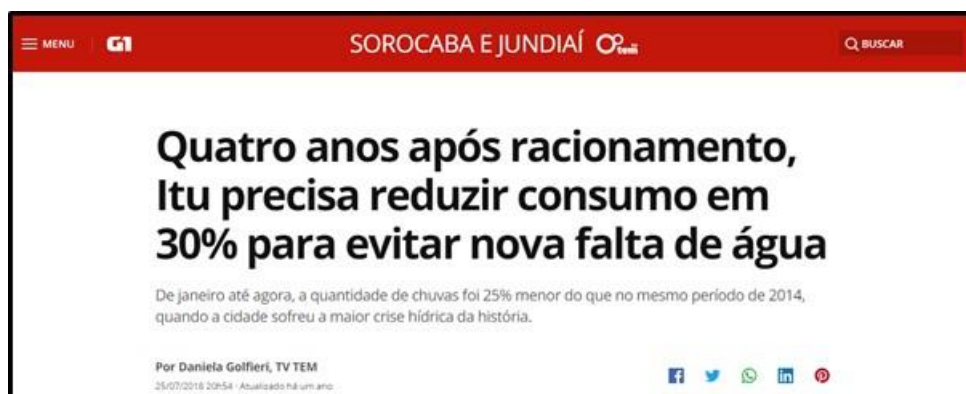 MENU G1 SOROCABA E JUNDIAÍ tem BUSCAR
Quatro anos após racionamento,
Itu precisa reduzir consumo em
30% para evitar nova falta de água
De janeiro até agora, a quantidade de chuvas foi 25% menor do que no mesmo período de 2014,
quando a cidade sofreu a maior crise hídrica da história.
Por Daniela Golfieri, TV TEM
25/07/2018 20h54 · Atualizado há um ano